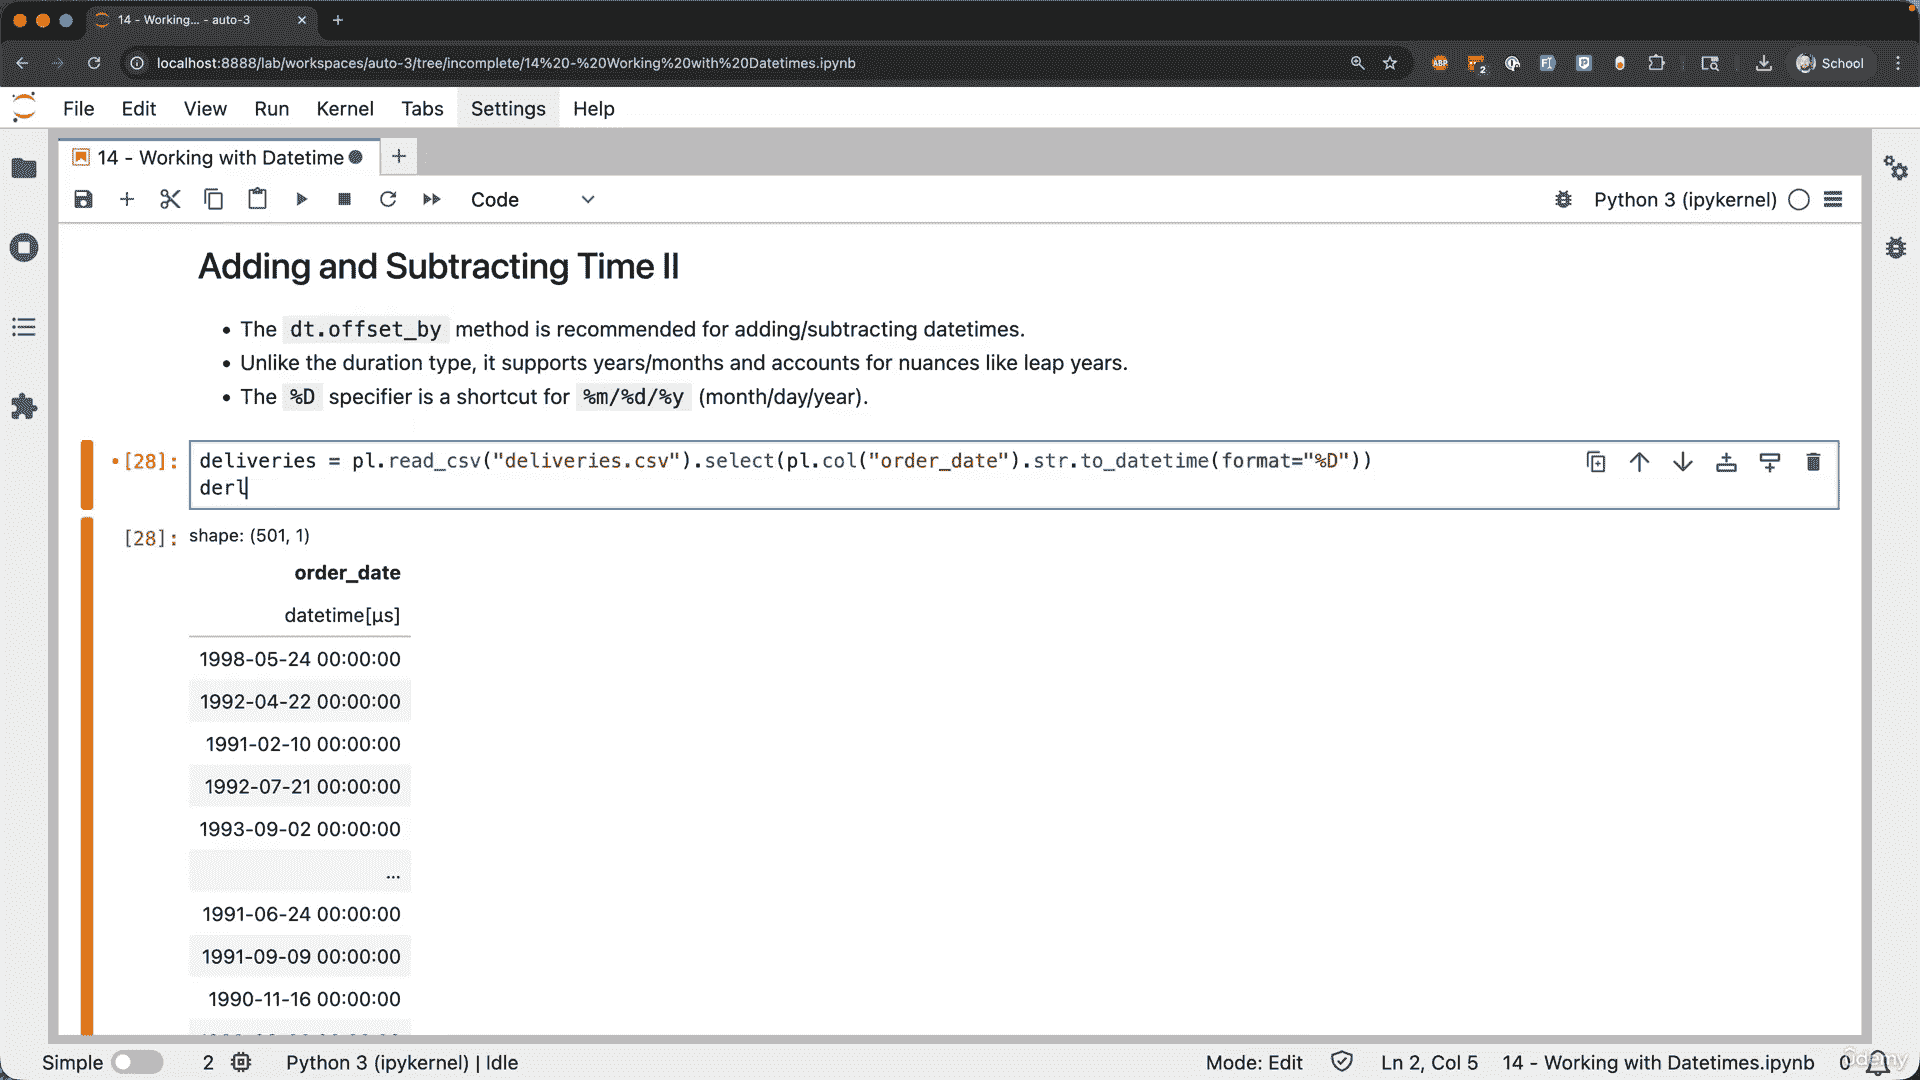 14 - Working... - auto-3
localhost:8888/lab/workspaces/auto-3/tree/incomplete/14%20-%20Working%20with%20Datetimes.ipynb
ABP
2
School
File Edit View Run Kernel Tabs Settings Help
14 - Working with Datetime
Code
Python 3 (ipykernel)
Adding and Subtracting Time II
• The dt.offset_by method is recommended for adding/subtracting datetimes.
• Unlike the duration type, it supports years/months and accounts for nuances like leap years.
• The %D specifier is a shortcut for %m/%d/%y (month/day/year).
[28]: deliveries = pl.read_csv("deliveries.csv").select(pl.col("order_date").str.to_datetime(format="%D"))
derl
[28]: shape: (501, 1)
order_date
datetime[μs]
1998-05-24 00:00:00
1992-04-22 00:00:00
1991-02-10 00:00:00
1992-07-21 00:00:00
1993-09-02 00:00:00
...
1991-06-24 00:00:00
1991-09-09 00:00:00
1990-11-16 00:00:00
Simple 2 Python 3 (ipykernel) | Idle Mode: Edit Ln 2, Col 5 14 - Working with Datetimes.ipynb 0
ûdemy